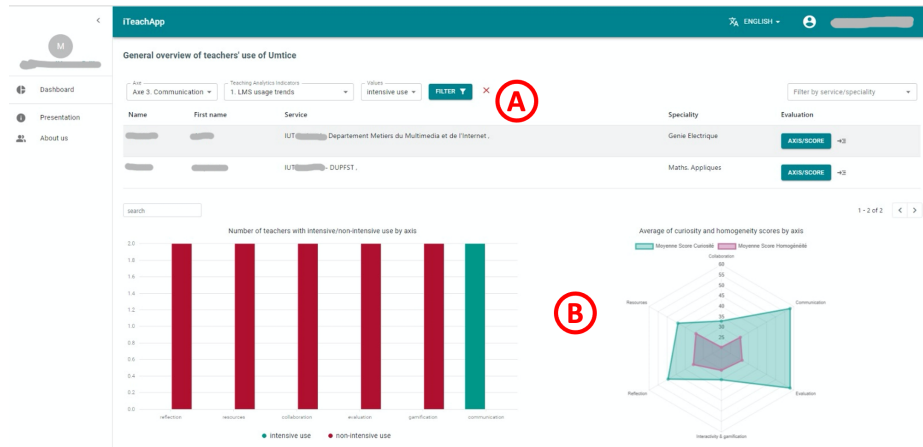 iTeachApp
ENGLISH
M
General overview of teachers' use of Umtice
Dashboard
Presentation
About us
Axe
Axe 3. Communication
Teaching Analytics Indicators
1. LMS usage trends
Values
intensive use
FILTER
Filter by service/speciality
A
Name First name Service Speciality Evaluation
IUT Departement Metiers du Multimedia et de l'Internet , Genie Electrique AXIS/SCORE
IUT - DUPFST , Maths. Appliques AXIS/SCORE
search
1 - 2 of 2
Number of teachers with intensive/non-intensive use by axis
2.0
1.8
1.6
1.4
1.2
1.0
0.8
0.6
0.4
0.2
0.0
reflection resources collaboration evaluation gamification communication
intensive use non-intensive use
B
Average of curiosity and homogeneity scores by axis
Moyenne Score Curiosité Moyenne Score Homogénéité
Collaboration
60
55
50
45
40
35
30
25
Resources
Communication
Reflection
Evaluation
Interactivity & gamification